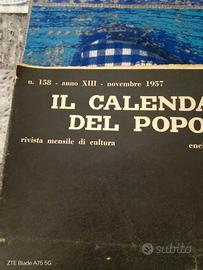 n. 158 - anno XIII - novembre 1957
IL CALENDA
DEL POPO
rivista mensile di cultura
enc
ZTE Blade A75 5G
subito